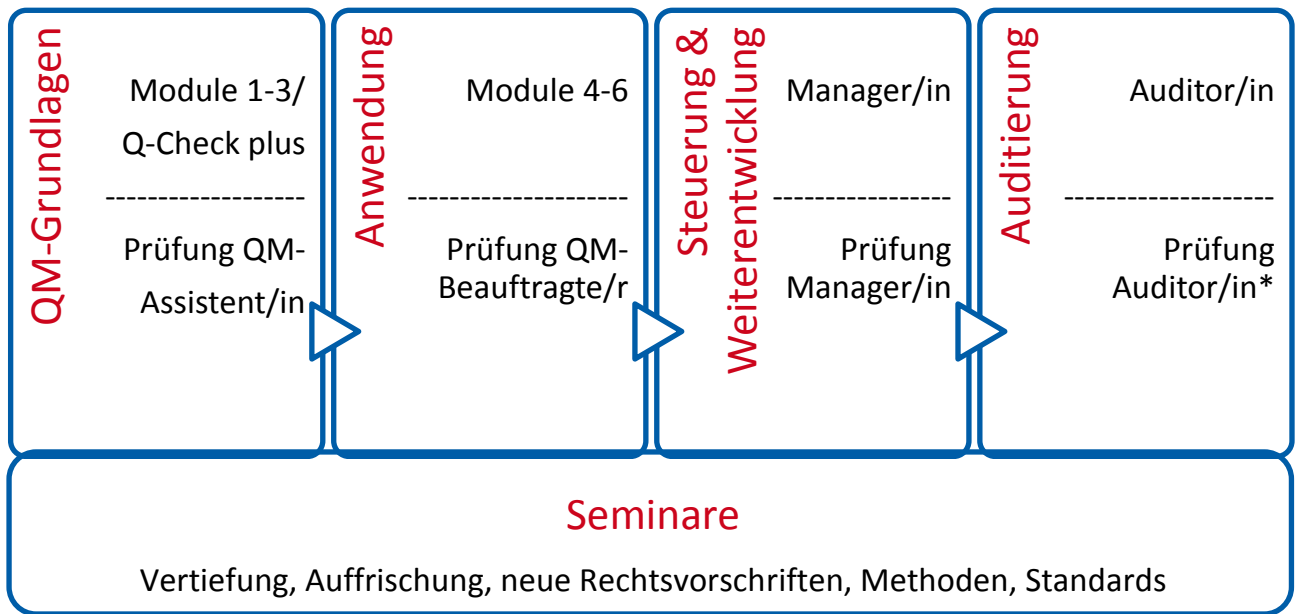 QM-Grundlagen
Module 1-3/
Q-Check plus
-------------------
Prüfung QM-
Assistent/in
Anwendung
Module 4-6
---------------------
Prüfung QM-
Beauftragte/r
Steuerung &
Weiterentwicklung
Manager/in
-----------------
Prüfung
Manager/in
Auditierung
Auditor/in
--------------------
Prüfung
Auditor/in*
Seminare
Vertiefung, Auffrischung, neue Rechtsvorschriften, Methoden, Standards